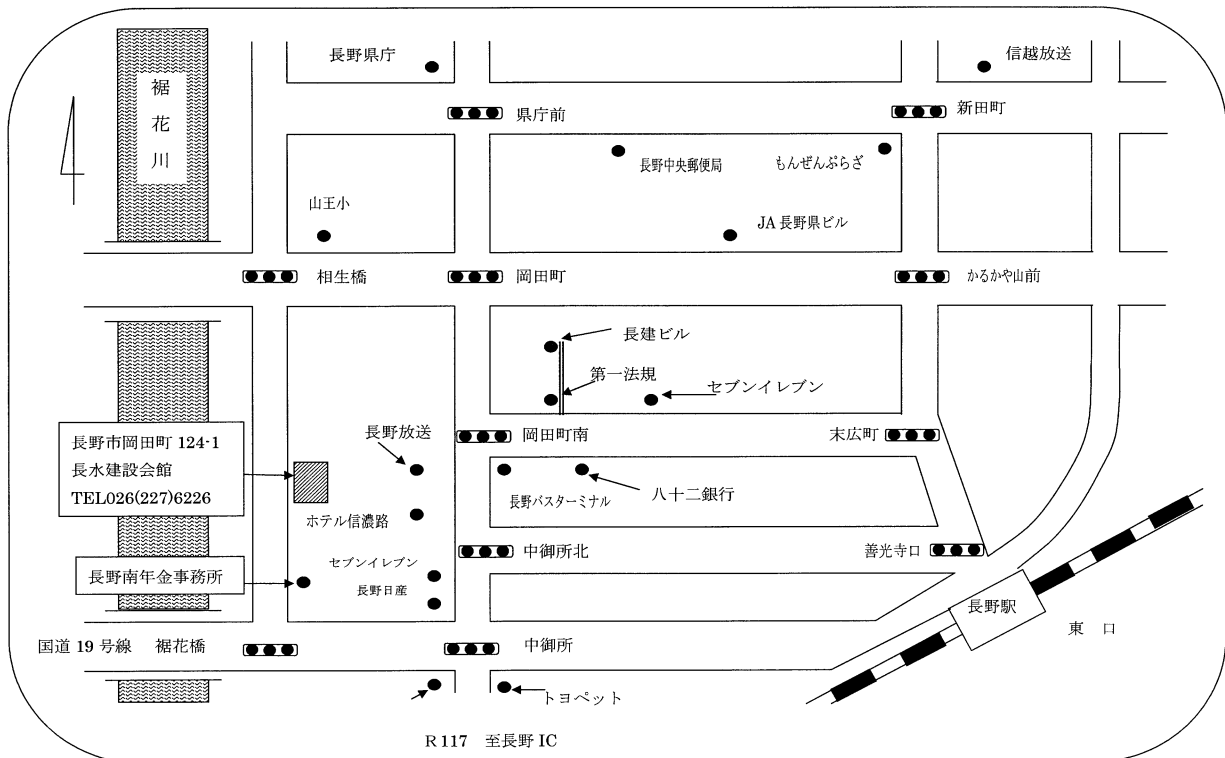 長野県庁
信越放送
裾花川
県庁前
新田町
長野中央郵便局
もんぜんぷらざ
山王小
JA長野県ビル
相生橋
岡田町
かるかや山前
長建ビル
第一法規
セブンイレブン
長野市岡田町 124-1
長水建設会館
TEL026(227)6226
長野放送
岡田町南
末広町
長野バスターミナル
八十二銀行
ホテル信濃路
中御所北
善光寺口
セブンイレブン
長野日産
長野南年金事務所
長野駅
東 口
国道 19 号線 裾花橋
中御所
トヨペット
R117 至長野 IC